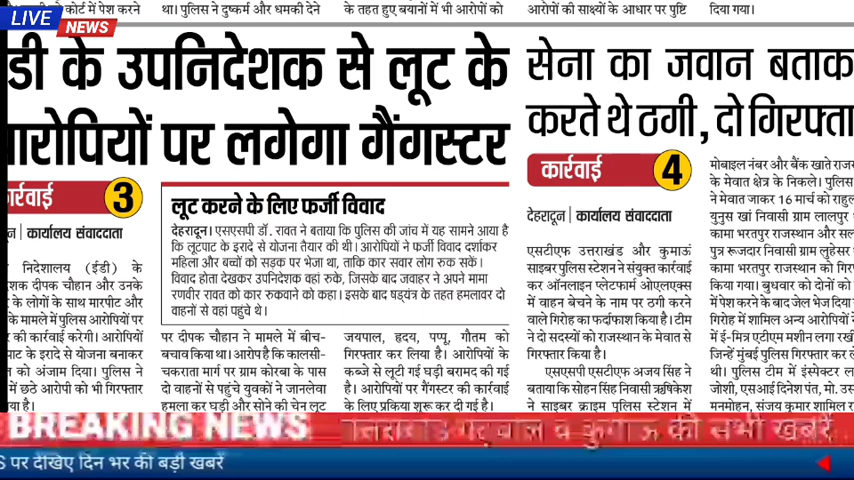 LIVE
NEWS
कोर्ट में पेश करने
था। पुलिस ने दुष्कर्म और धमकी देने
के तहत हुए बयानों में भी आरोपों को
आरोपों की साक्ष्यों के आधार पर पुष्टि
दिया गया।
डी के उपनिदेशक से लूट के
आरोपियों पर लगेगा गैंगस्टर
कार्रवाई 3
कार्यालय संवाददाता
निदेशालय (ईडी) के
दीपक चौहान और उनके
के लोगों के साथ मारपीट और
के मामले में पुलिस आरोपियों पर
की कार्रवाई करेगी। आरोपियों
के इरादे से योजना बनाकर
को अंजाम दिया। पुलिस ने
में छठे आरोपी को भी गिरफ्तार
या है।
लूट करने के लिए फर्जी विवाद
देहरादून। एसएसपी डॉ. रावत ने बताया कि पुलिस की जांच में यह सामने आया है
कि लूटपाट के इरादे से योजना तैयार की थी। आरोपियों ने फर्जी विवाद दर्शाकर
महिला और बच्चों को सड़क पर भेजा था, ताकि कार सवार लोग रुक सकें।
विवाद होता देखकर उपनिदेशक वहां रुके, जिसके बाद जवाहर ने अपने मामा
रणवीर रावत को कार रुकवाने को कहा। इसके बाद षड्यंत्र के तहत हमलावर दो
वाहनों से वहां पहुंचे थे।
पर दीपक चौहान ने मामले में बीच-
बचाव किया था। आरोप है कि कालसी-
चकराता मार्ग पर ग्राम कोरबा के पास
दो वाहनों से पहुंचे युवकों ने जानलेवा
हमला कर घड़ी और सोने की चेन लूट
जयपाल, हृदय, पप्पू, गौतम को
गिरफ्तार कर लिया है। आरोपियों के
कब्जे से लूटी गई घड़ी बरामद की गई
है। आरोपियों पर गैंगस्टर की कार्रवाई
के लिए प्रक्रिया शुरू कर दी गई है।
सेना का जवान बताक
करते थे ठगी, दो गिरफ्ता
कार्रवाई 4
देहरादून | कार्यालय संवाददाता
एसटीएफ उत्तराखंड और कुमाऊं
साइबर पुलिस स्टेशन ने संयुक्त कार्रवाई
कर ऑनलाइन प्लेटफार्म ओएलएक्स
में वाहन बेचने के नाम पर ठगी करने
वाले गिरोह का पर्दाफाश किया है। टीम
ने दो सदस्यों को राजस्थान के मेवात से
गिरफ्तार किया है।
एसएसपी एसटीएफ अजय सिंह ने
बताया कि सोहन सिंह निवासी ऋषिकेश
ने साइबर क्राइम पुलिस स्टेशन में
मोबाइल नंबर और बैंक खाते राजस
के मेवात क्षेत्र के निकले। पुलिस
ने मेवात जाकर 16 मार्च को राहुल
युनुस खां निवासी ग्राम लालपुर
कामा भरतपुर राजस्थान और सल
पुत्र रूजदार निवासी ग्राम लुहेसर
कामा भरतपुर राजस्थान को गिर
किया गया। बुधवार को दोनों को
में पेश करने के बाद जेल भेज दिया
गिरोह में शामिल अन्य आरोपियों ने
में ई-मित्र एटीएम मशीन लगा रखी
जिन्हें मुंबई पुलिस गिरफ्तार कर ले
थी। पुलिस टीम में इंस्पेक्टर ल
जोशी, एसआई दिनेश पंत, मो. उस
मनमोहन, संजय कुमार शामिल र
BREAKING NEWS
उत्तराखंड गढ़वाल व कुमाऊ की सभी खबरें
S पर देखिए दिन भर की बड़ी खबरें